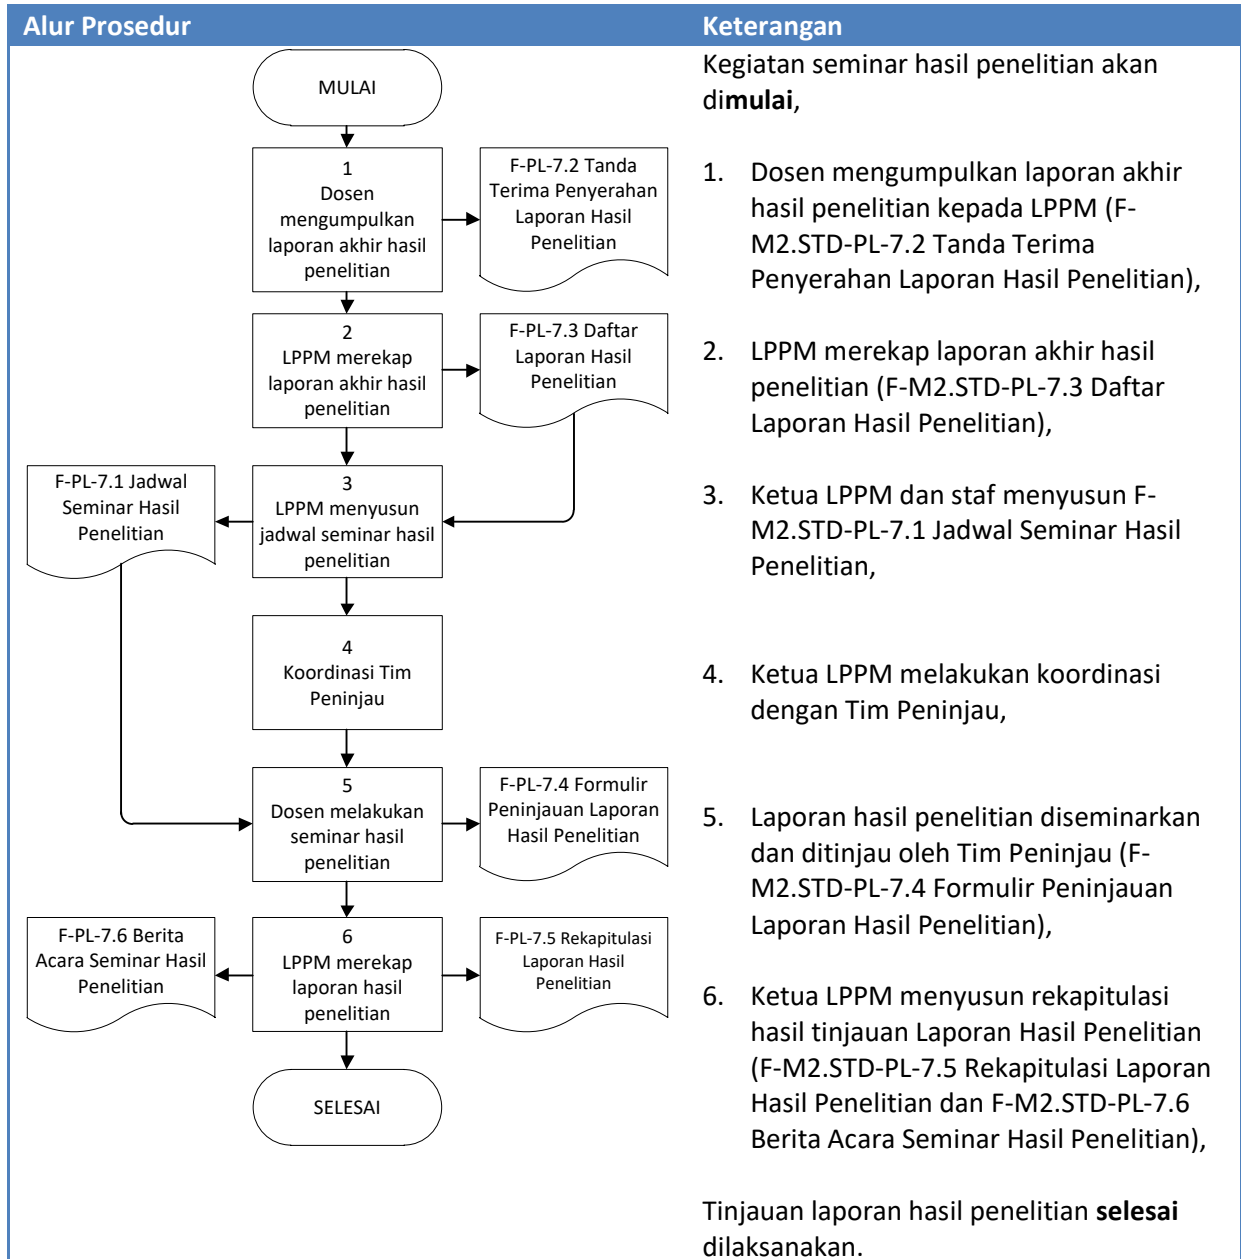 Alur Prosedur
Keterangan
MULAI
1
Dosen
mengumpulkan
laporan akhir hasil
penelitian
F-PL-7.2 Tanda
Terima Penyerahan
Laporan Hasil
Penelitian
2
LPPM merekap
laporan akhir hasil
penelitian
F-PL-7.3 Daftar
Laporan Hasil
Penelitian
F-PL-7.1 Jadwal
Seminar Hasil
Penelitian
3
LPPM menyusun
jadwal seminar hasil
penelitian
4
Koordinasi Tim
Peninjau
5
Dosen melakukan
seminar hasil
penelitian
F-PL-7.4 Formulir
Peninjauan Laporan
Hasil Penelitian
F-PL-7.6 Berita
Acara Seminar Hasil
Penelitian
6
LPPM merekap
laporan hasil
penelitian
F-PL-7.5 Rekapitulasi
Laporan Hasil
Penelitian
SELESAI
Kegiatan seminar hasil penelitian akan
dimulai,
1. Dosen mengumpulkan laporan akhir
hasil penelitian kepada LPPM (F-
M2.STD-PL-7.2 Tanda Terima
Penyerahan Laporan Hasil Penelitian),
2. LPPM merekap laporan akhir hasil
penelitian (F-M2.STD-PL-7.3 Daftar
Laporan Hasil Penelitian),
3. Ketua LPPM dan staf menyusun F-
M2.STD-PL-7.1 Jadwal Seminar Hasil
Penelitian,
4. Ketua LPPM melakukan koordinasi
dengan Tim Peninjau,
5. Laporan hasil penelitian diseminarkan
dan ditinjau oleh Tim Peninjau (F-
M2.STD-PL-7.4 Formulir Peninjauan
Laporan Hasil Penelitian),
6. Ketua LPPM menyusun rekapitulasi
hasil tinjauan Laporan Hasil Penelitian
(F-M2.STD-PL-7.5 Rekapitulasi Laporan
Hasil Penelitian dan F-M2.STD-PL-7.6
Berita Acara Seminar Hasil Penelitian),
Tinjauan laporan hasil penelitian selesai
dilaksanakan.